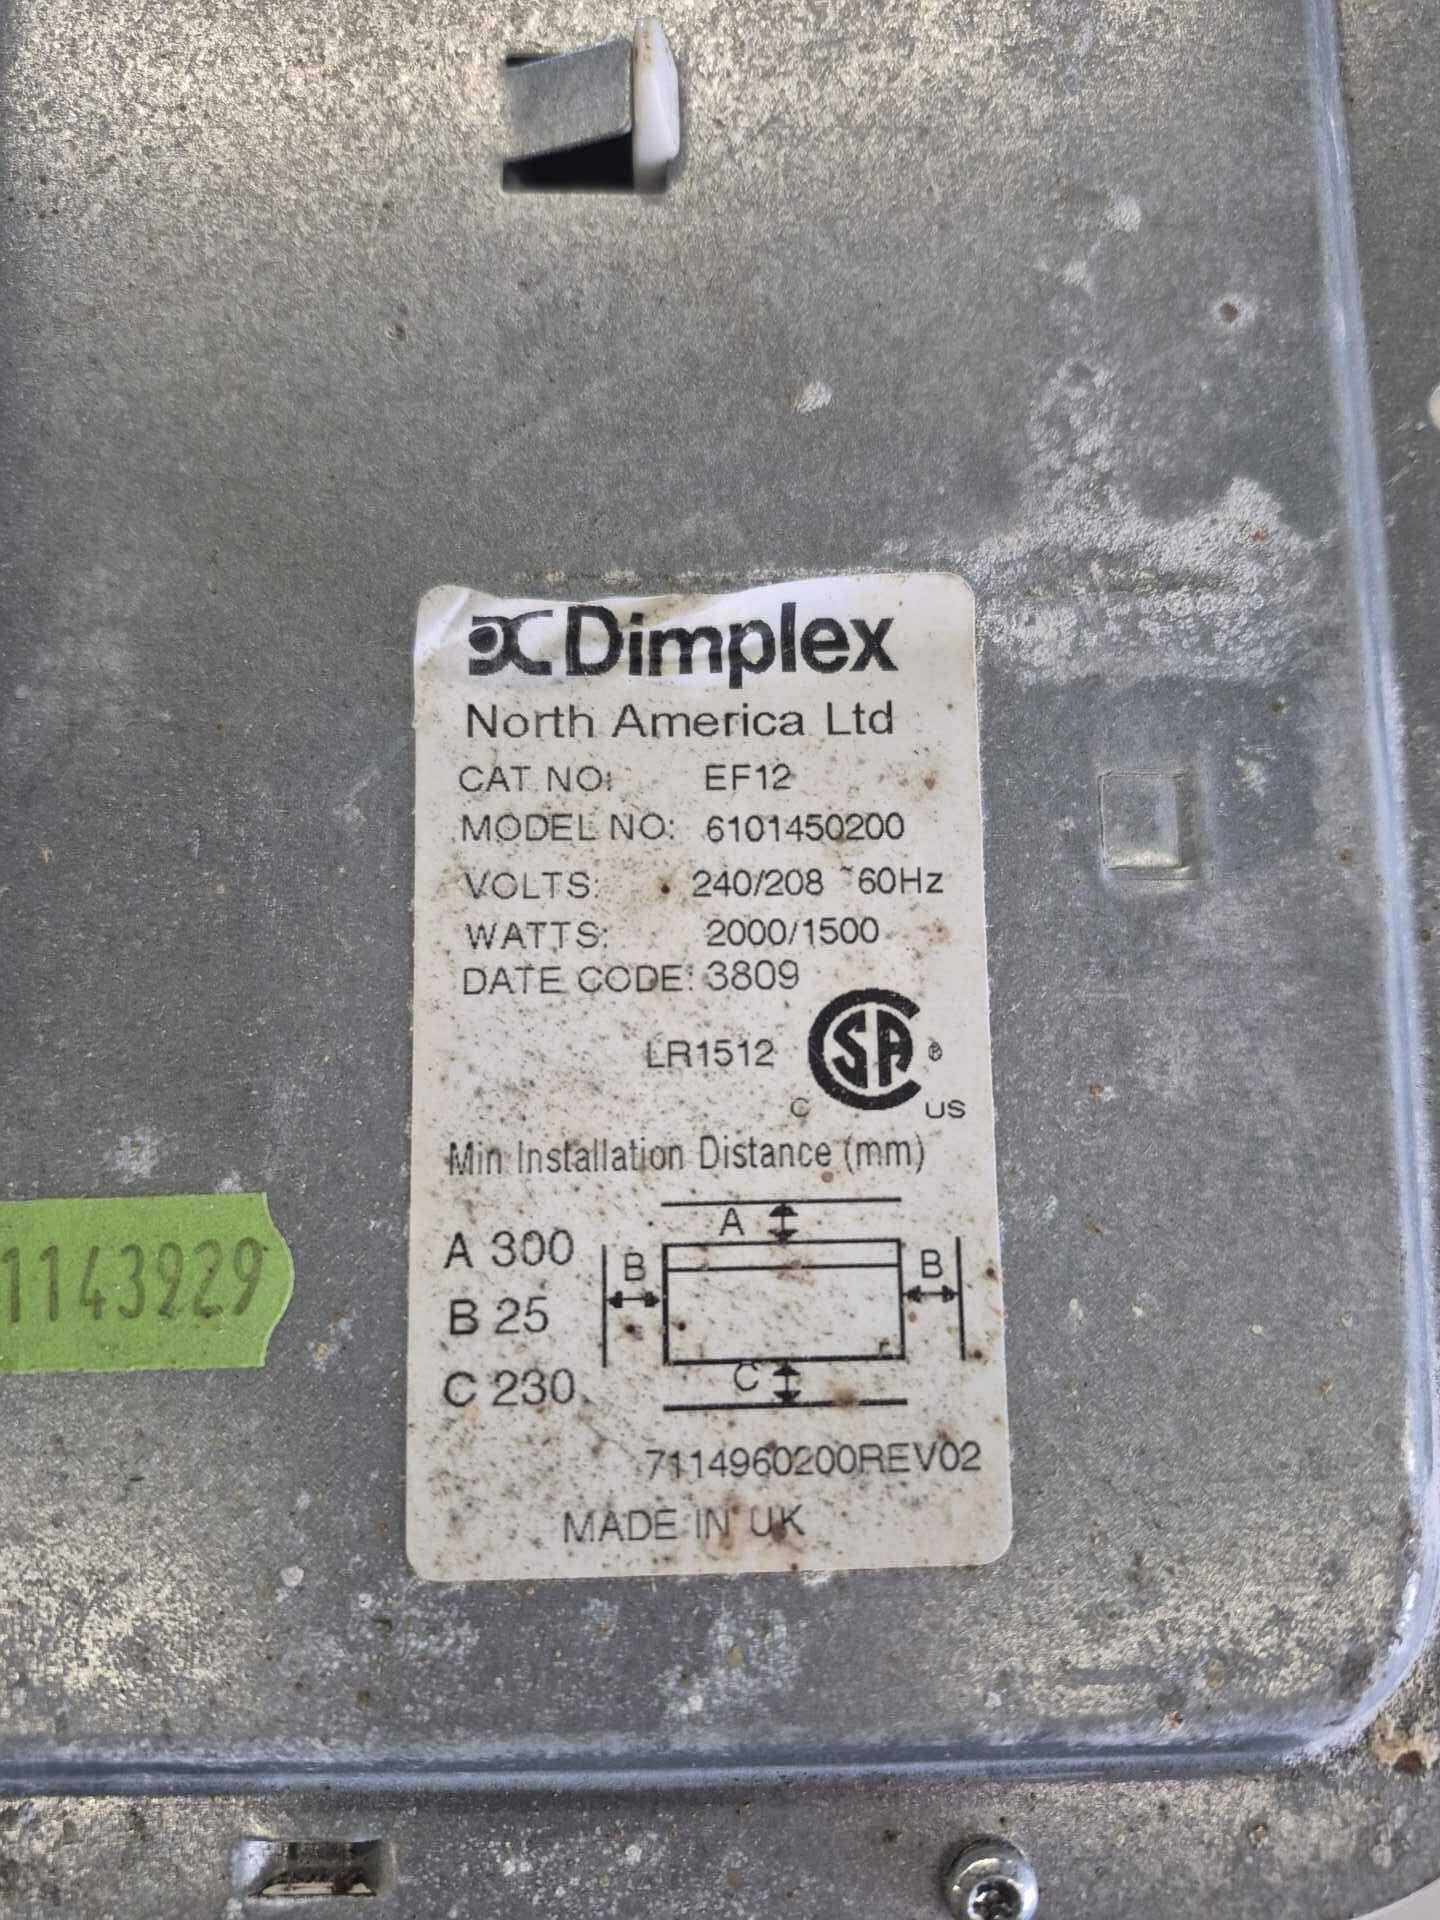 Dimplex
North America Ltd
CAT NO: EF12
MODEL NO: 6101450200
VOLTS: 240/208 ~60Hz
WATTS: 2000/1500
DATE CODE: 3809
LR1512 CSA ®
C US
Min Installation Distance (mm)
A
A 300
B B
B 25
C 230
C
7114960200REV02
MADE IN UK
1143929